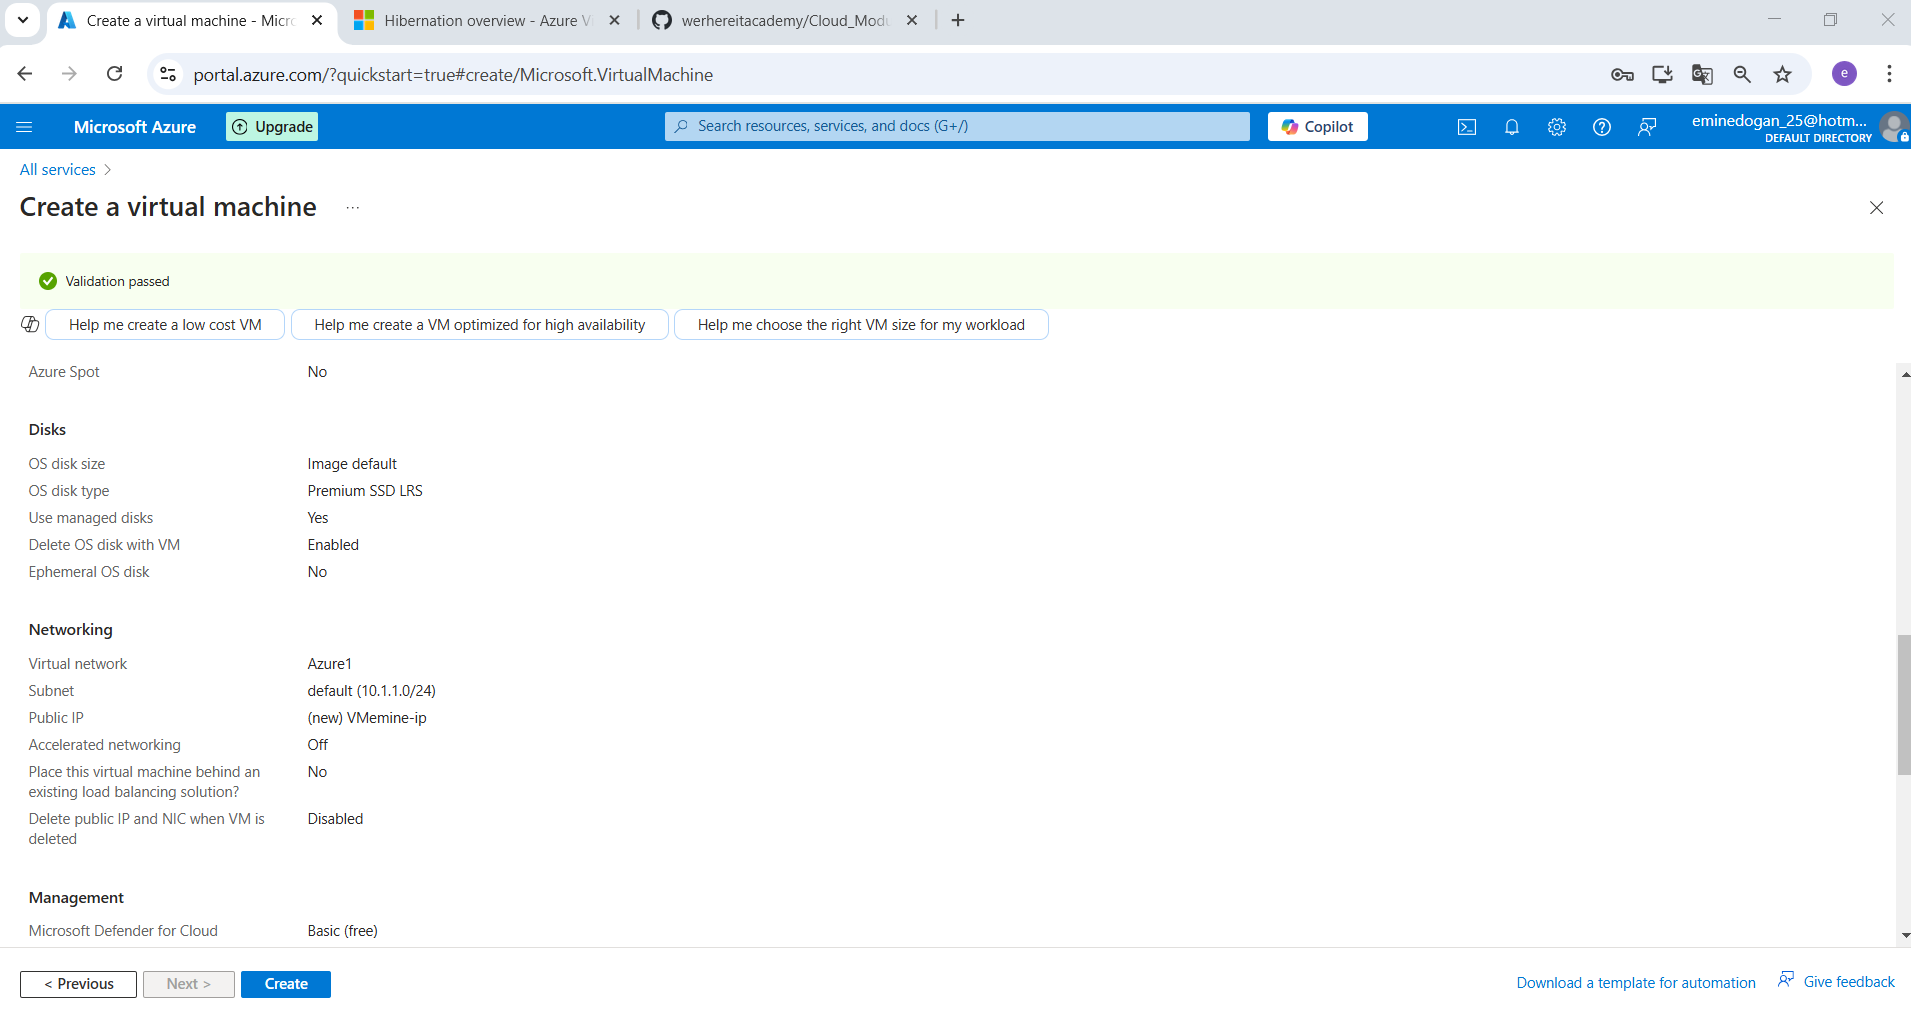 Create a virtual machine - Micro
Hibernation overview - Azure Vi
werhereitacademy/Cloud_Modu
portal.azure.com/?quickstart=true#create/Microsoft.VirtualMachine
e
Microsoft Azure
Upgrade
Search resources, services, and docs (G+/)
Copilot
eminedogan_25@hotm...
DEFAULT DIRECTORY
All services
Create a virtual machine
...
Validation passed
Help me create a low cost VM
Help me create a VM optimized for high availability
Help me choose the right VM size for my workload
Azure Spot No
Disks
OS disk size Image default
OS disk type Premium SSD LRS
Use managed disks Yes
Delete OS disk with VM Enabled
Ephemeral OS disk No
Networking
Virtual network Azure1
Subnet default (10.1.1.0/24)
Public IP (new) VMemine-ip
Accelerated networking Off
Place this virtual machine behind an No
existing load balancing solution?
Delete public IP and NIC when VM is Disabled
deleted
Management
Microsoft Defender for Cloud Basic (free)
< Previous
Next >
Create
Download a template for automation
Give feedback